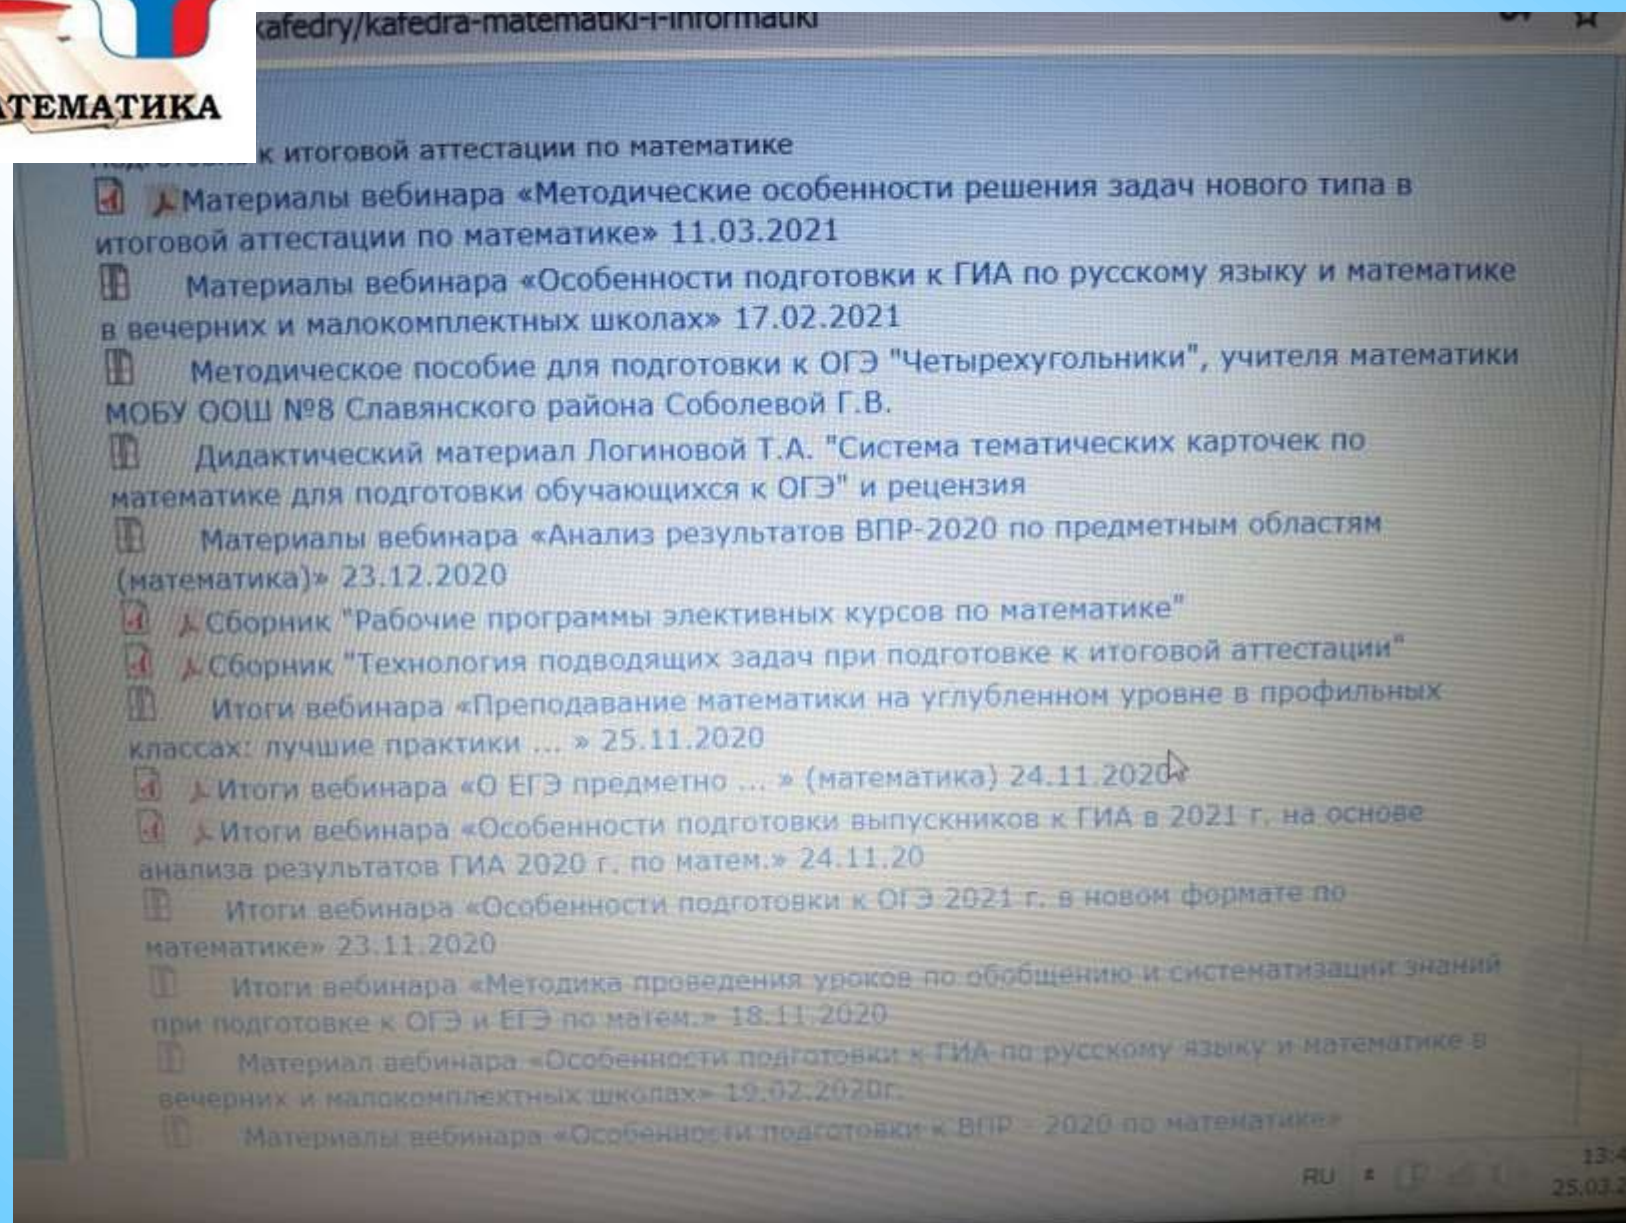 kafedry/kafedra-matematiki-i-informatiki
АТЕМАТИКА
к итоговой аттестации по математике
Материалы вебинара «Методические особенности решения задач нового типа в
итоговой аттестации по математике» 11.03.2021
Материалы вебинара «Особенности подготовки к ГИА по русскому языку и математике
в вечерних и малокомплектных школах» 17.02.2021
Методическое пособие для подготовки к ОГЭ "Четырехугольники", учителя математики
МОБУ ООШ №8 Славянского района Соболевой Г.В.
Дидактический материал Логиновой Т.А. "Система тематических карточек по
математике для подготовки обучающихся к ОГЭ" и рецензия
Материалы вебинара «Анализ результатов ВПР-2020 по предметным областям
(математика)» 23.12.2020
Сборник "Рабочие программы элективных курсов по математике"
Сборник "Технология подводящих задач при подготовке к итоговой аттестации"
Итоги вебинара «Преподавание математики на углубленном уровне в профильных
классах: лучшие практики ... » 25.11.2020
Итоги вебинара «О ЕГЭ предметно ... » (математика) 24.11.2020
Итоги вебинара «Особенности подготовки выпускников к ГИА в 2021 г. на основе
анализа результатов ГИА 2020 г. по матем.» 24.11.20
Итоги вебинара «Особенности подготовки к ОГЭ 2021 г. в новом формате по
математике» 23.11.2020
Итоги вебинара «Методика проведения уроков по обобщению и систематизации знаний
при подготовке к ОГЭ и ЕГЭ по матем.» 18.11.2020
Материал вебинара «Особенности подготовки к ГИА по русскому языку и математике в
вечерних и малокомплектных школах» 19.02.2020г.
Материалы вебинара «Особенности подготовки к ВПР - 2020 по математике»
RU
13:4
25.03.2